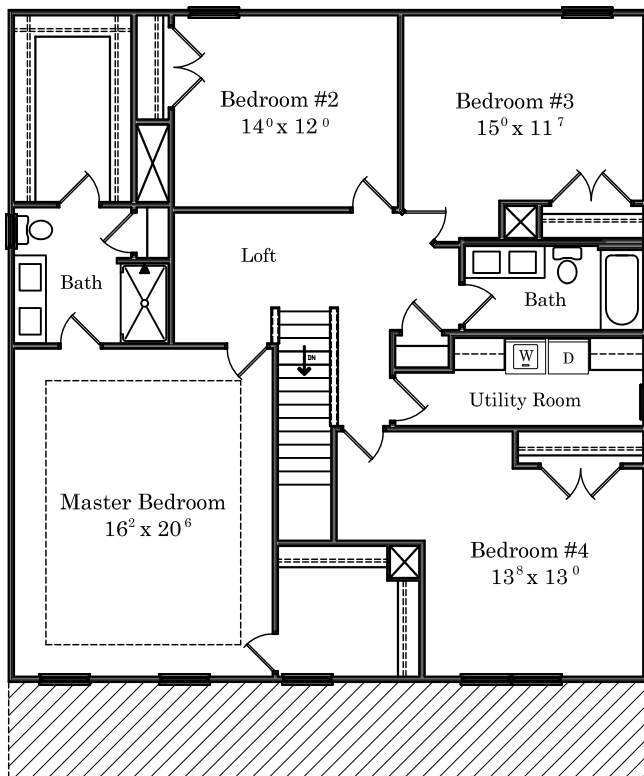 Bedroom #2
14⁰ x 12⁰
Bedroom #3
15⁰ x 11⁷
Loft
Bath
Bath
DN
W
D
Utility Room
Master Bedroom
16² x 20⁶
Bedroom #4
13⁸ x 13⁰